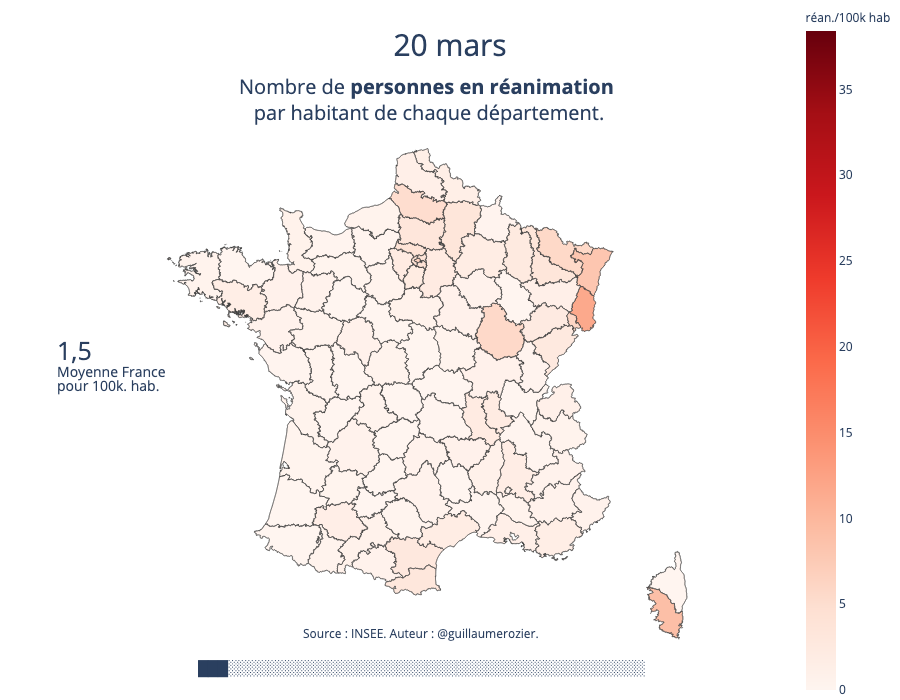 réan./100k hab
20 mars
Nombre de personnes en réanimation
par habitant de chaque département.
35
30
25
20
15
10
5
0
1,5
Moyenne France
pour 100k. hab.
Source : INSEE. Auteur : @guillaumerozier.